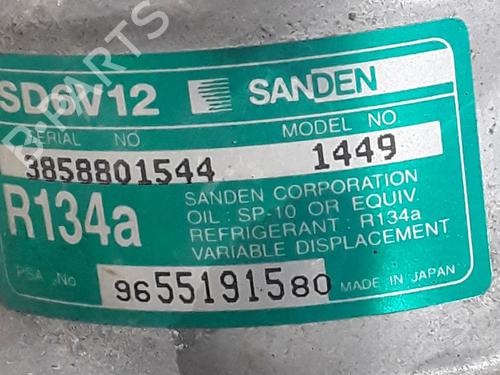 SD6V12 SANDEN
SERIAL NO MODEL NO.
3858801544 1449
R134a
SANDEN CORPORATION
OIL : SP-10 OR EQUIV.
REFRIGERANT : R134a
VARIABLE DISPLACEMENT
PSA No 9655191580 MADE IN JAPAN
PARTS